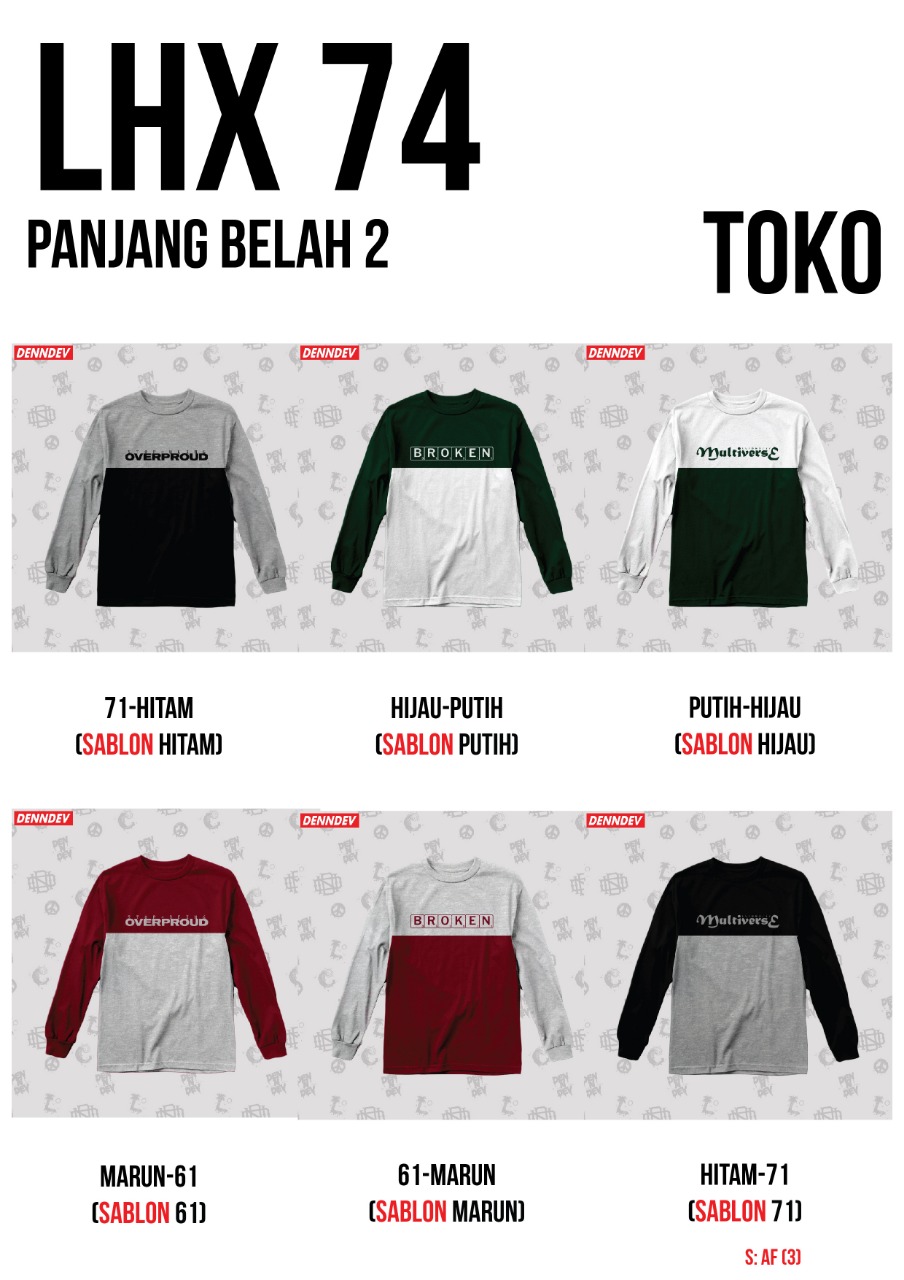 LHX 74
PANJANG BELAH 2
TOKO
DENNDEV
DENNDEV
DENNDEV
OVERPROUD
BROKEN
MultiversE
71-HITAM
(SABLON HITAM)
HIJAU-PUTIH
(SABLON PUTIH)
PUTIH-HIJAU
(SABLON HIJAU)
DENNDEV
DENNDEV
DENNDEV
OVERPROUD
BROKEN
MultiversE
MARUN-61
(SABLON 61)
61-MARUN
(SABLON MARUN)
HITAM-71
(SABLON 71)
S: AF (3)